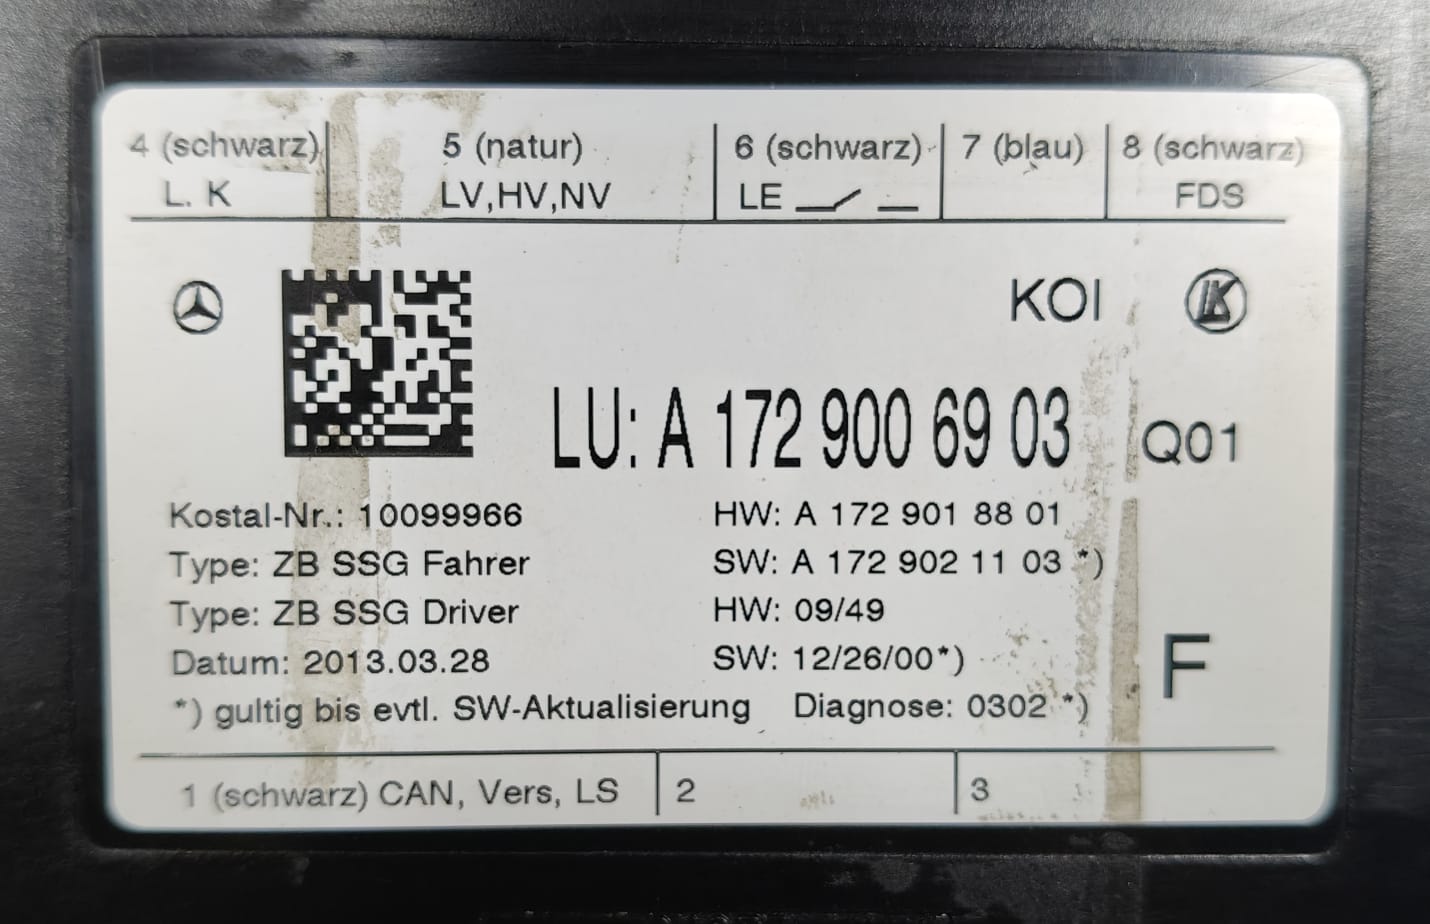 4 (schwarz) 5 (natur) 6 (schwarz) 7 (blau) 8 (schwarz)
L. K LV,HV,NV LE FDS
KOI
LU: A 172 900 69 03 Q01
Kostal-Nr.: 10099966 HW: A 172 901 88 01
Type: ZB SSG Fahrer SW: A 172 902 11 03 *)
Type: ZB SSG Driver HW: 09/49
Datum: 2013.03.28 SW: 12/26/00*)
F
*) gultig bis evtl. SW-Aktualisierung Diagnose: 0302 *)
1 (schwarz) CAN, Vers, LS 2 3